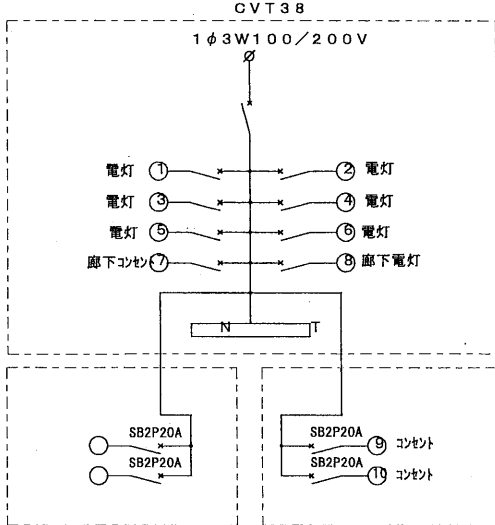 CVT38
1φ3W100/200V
電灯 1 2 電灯
電灯 3 4 電灯
電灯 5 6 電灯
廊下コンセント 7 8 廊下電灯
N T
SB2P20A
SB2P20A
SB2P20A 9 コンセント
SB2P20A 10 コンセント